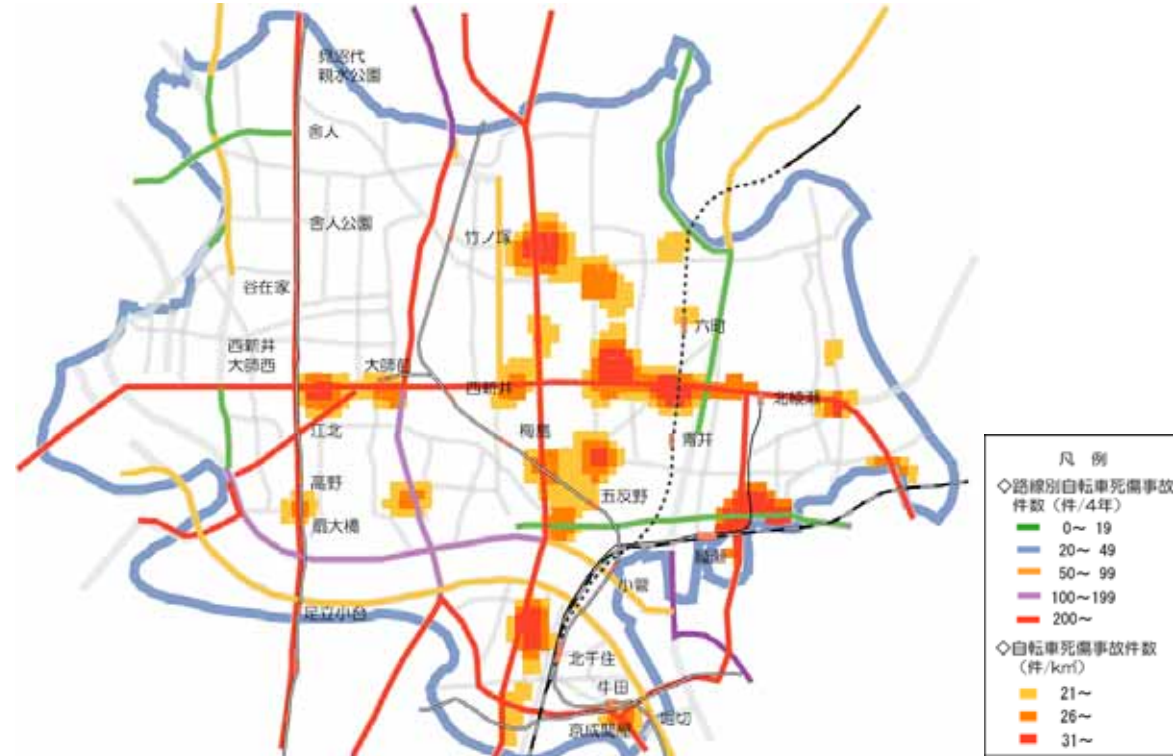 見沼代
親水公園
舎人
舎人公園
竹ノ塚
谷在家
六町
西新井
大師西
大師前
西新井
北綾瀬
江北
梅島
青井
高野
五反野
扇大橋
綾瀬
小菅
足立小台
北千住
牛田
堀切
京成関屋
凡 例
◇路線別自転車死傷事故
件数(件/4年)
0~ 19
20~ 49
50~ 99
100~199
200~
◇自転車死傷事故件数
(件/km²)
21~
26~
31~